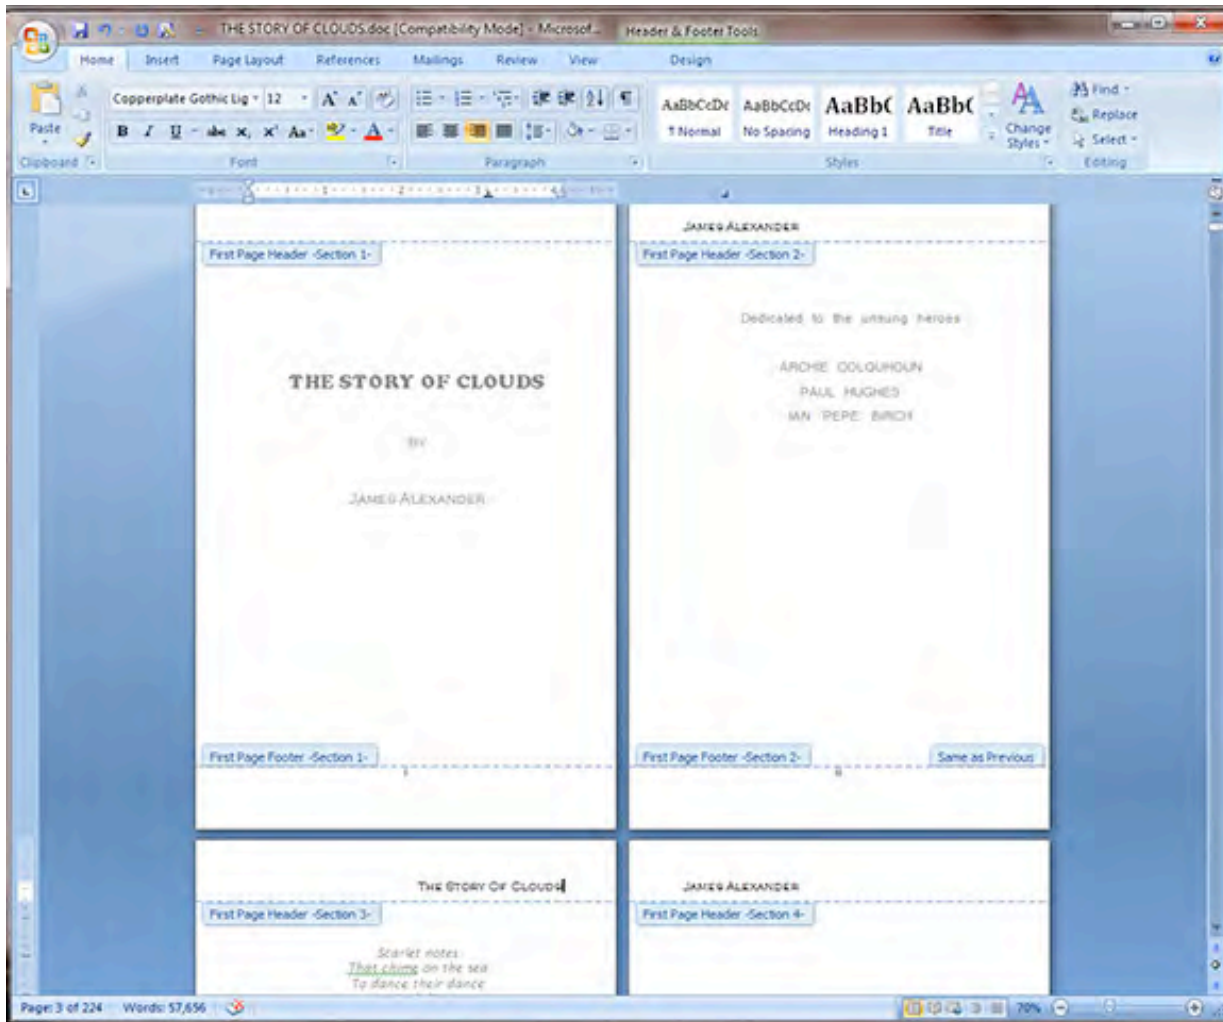 THE STORY OF CLOUDS.doc [Compatibility Mode] - Microsof...
Header & Footer Tools
Home Insert Page Layout References Mailings Review View Design
Copperplate Gothic Lig 12
AaBbCcDc AaBbCcDc AaBbC AaBbC
Find
Replace
Select
Paste
B I U abc x, x' Aa A
¶ Normal No Spacing Heading 1 Title
Change Styles
Clipboard Font Paragraph Styles Editing
JAMES ALEXANDER
First Page Header -Section 1-
First Page Header -Section 2-
Dedicated to the unsung heroes
ARCHIE COLQUHOUN
PAUL HUGHES
IAN PEPE BIRCH
THE STORY OF CLOUDS
BY
JAMES ALEXANDER
First Page Footer -Section 1-
First Page Footer -Section 2-
Same as Previous
THE STORY OF CLOUDS
JAMES ALEXANDER
First Page Header -Section 3-
First Page Header -Section 4-
Scarlet notes
That chime on the sea
To dance their dance
Page: 3 of 224 Words: 57,656
70%